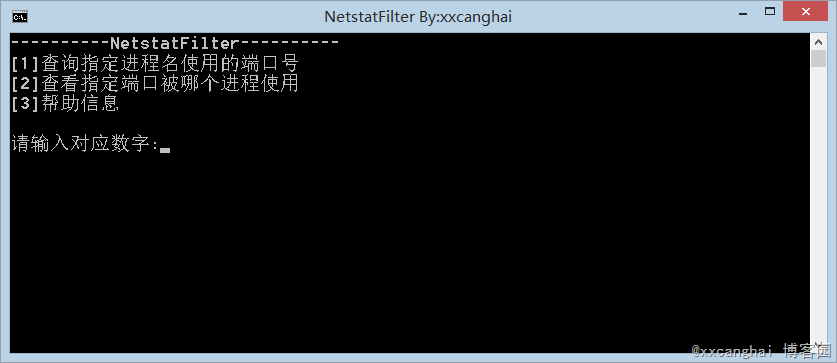 NetstatFilter By:xxcanghai
----------NetstatFilter----------
[1]查询指定进程名使用的端口号
[2]查看指定端口被哪个进程使用
[3]帮助信息
请输入对应数字:
@xxcanghai 博客园